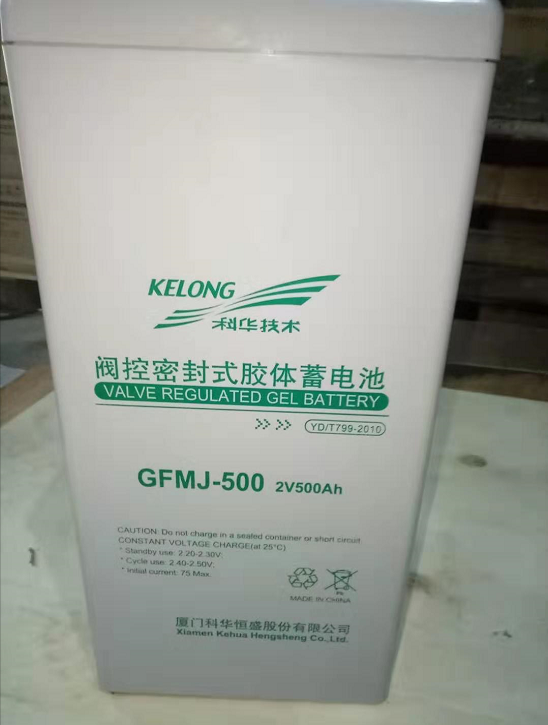 KELONG
科华技术
阀控密封式胶体蓄电池
VALVE REGULATED GEL BATTERY
YD/T799-2010
GFMJ-500 2V500Ah
CAUTION: Do not charge in a sealed container or short circuit
CONSTANT VOLTAGE CHARGE(at 25°C)
* Standby use: 2.20-2.30V.
* Cycle use: 2.40-2.50V.
* Initial current: 75 Max.
Pb
MADE IN CHINA
厦门科华恒盛股份有限公司
Xiamen Kehua Hengsheng Co.,Ltd.